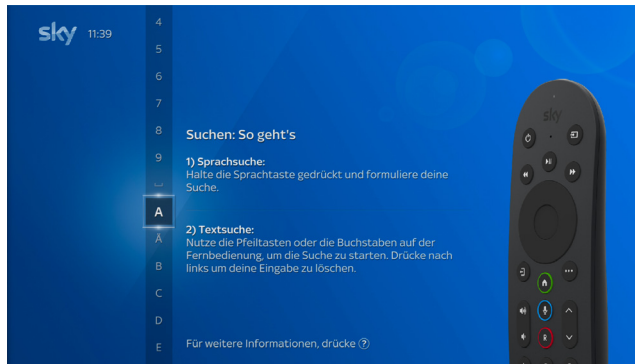 sky 11:39
4
5
6
7
8
9
⎵
A
Ä
B
C
D
E
Suchen: So geht's
1) Sprachsuche:
Halte die Sprachtaste gedrückt und formuliere deine
Suche.
2) Textsuche:
Nutze die Pfeiltasten oder die Buchstaben auf der
Fernbedienung, um die Suche zu starten. Drücke nach
links um deine Eingabe zu löschen.
Für weitere Informationen, drücke ?
sky
R